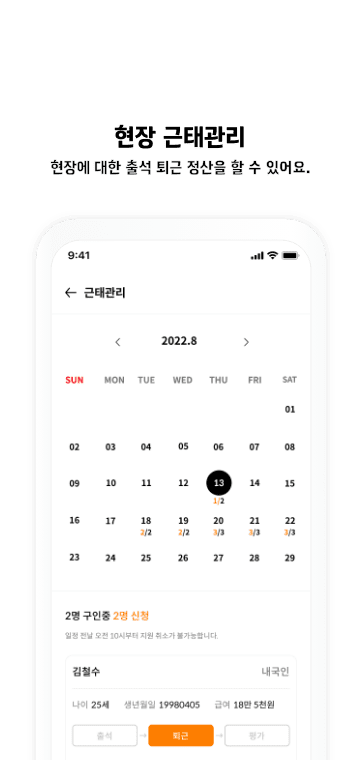 현장 근태관리
현장에 대한 출석 퇴근 정산을 할 수 있어요.
9:41
← 근태관리
< 2022.8 >
SUN MON TUE WED THU FRI SAT
01
02 03 04 05 06 07 08
09 10 11 12 13 14 15
1/2
16 17 18 19 20 21 22
2/2 2/2 3/3 3/3 3/3
23 24 25 26 27 28 29
2명 구인중 2명 신청
일정 전날 오전 10시부터 지원 취소가 불가능합니다.
김철수 내국인
나이 25세 생년월일 19980405 급여 18만 5천원
출석 → 퇴근 → 평가